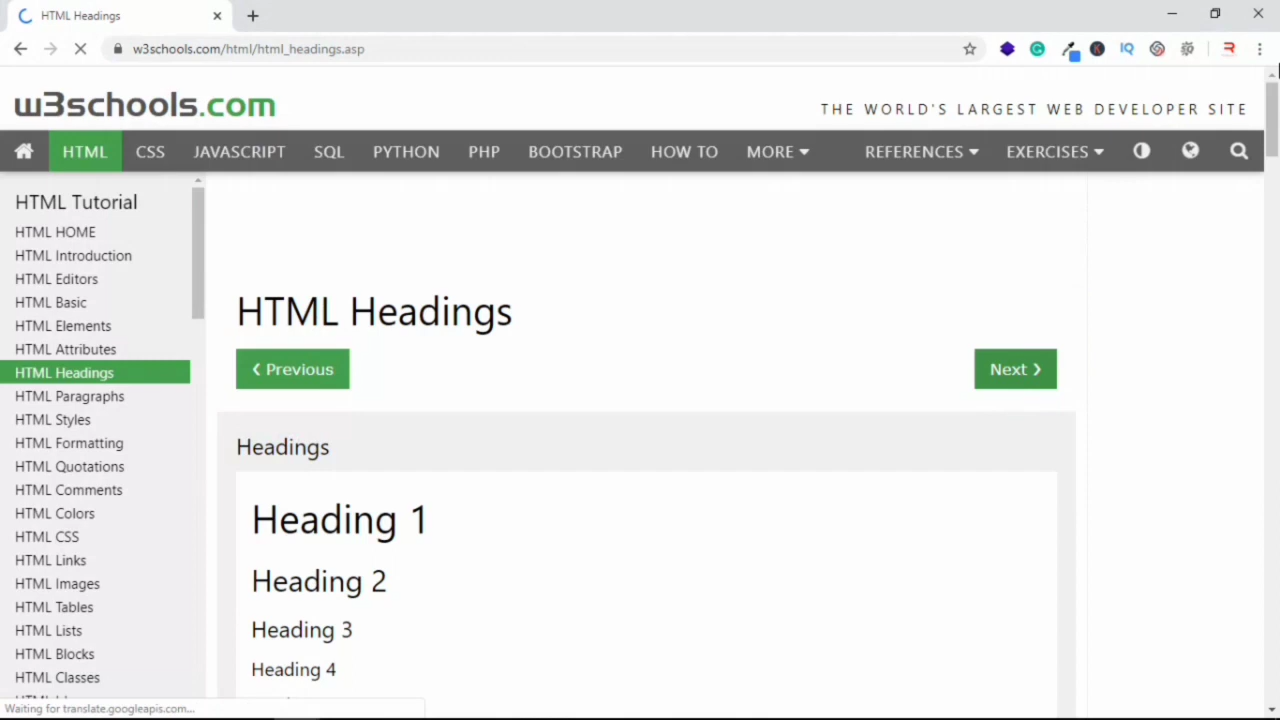 HTML Headings
w3schools.com/html/html_headings.asp
IQ
w3schools.com
THE WORLD'S LARGEST WEB DEVELOPER SITE
HTML CSS JAVASCRIPT SQL PYTHON PHP BOOTSTRAP HOW TO MORE REFERENCES EXERCISES
HTML Tutorial
HTML HOME
HTML Introduction
HTML Editors
HTML Basic
HTML Elements
HTML Attributes
HTML Headings
HTML Paragraphs
HTML Styles
HTML Formatting
HTML Quotations
HTML Comments
HTML Colors
HTML CSS
HTML Links
HTML Images
HTML Tables
HTML Lists
HTML Blocks
HTML Classes
HTML Headings
❮ Previous
Next ❯
Headings
Heading 1
Heading 2
Heading 3
Heading 4
Waiting for translate.googleapis.com...